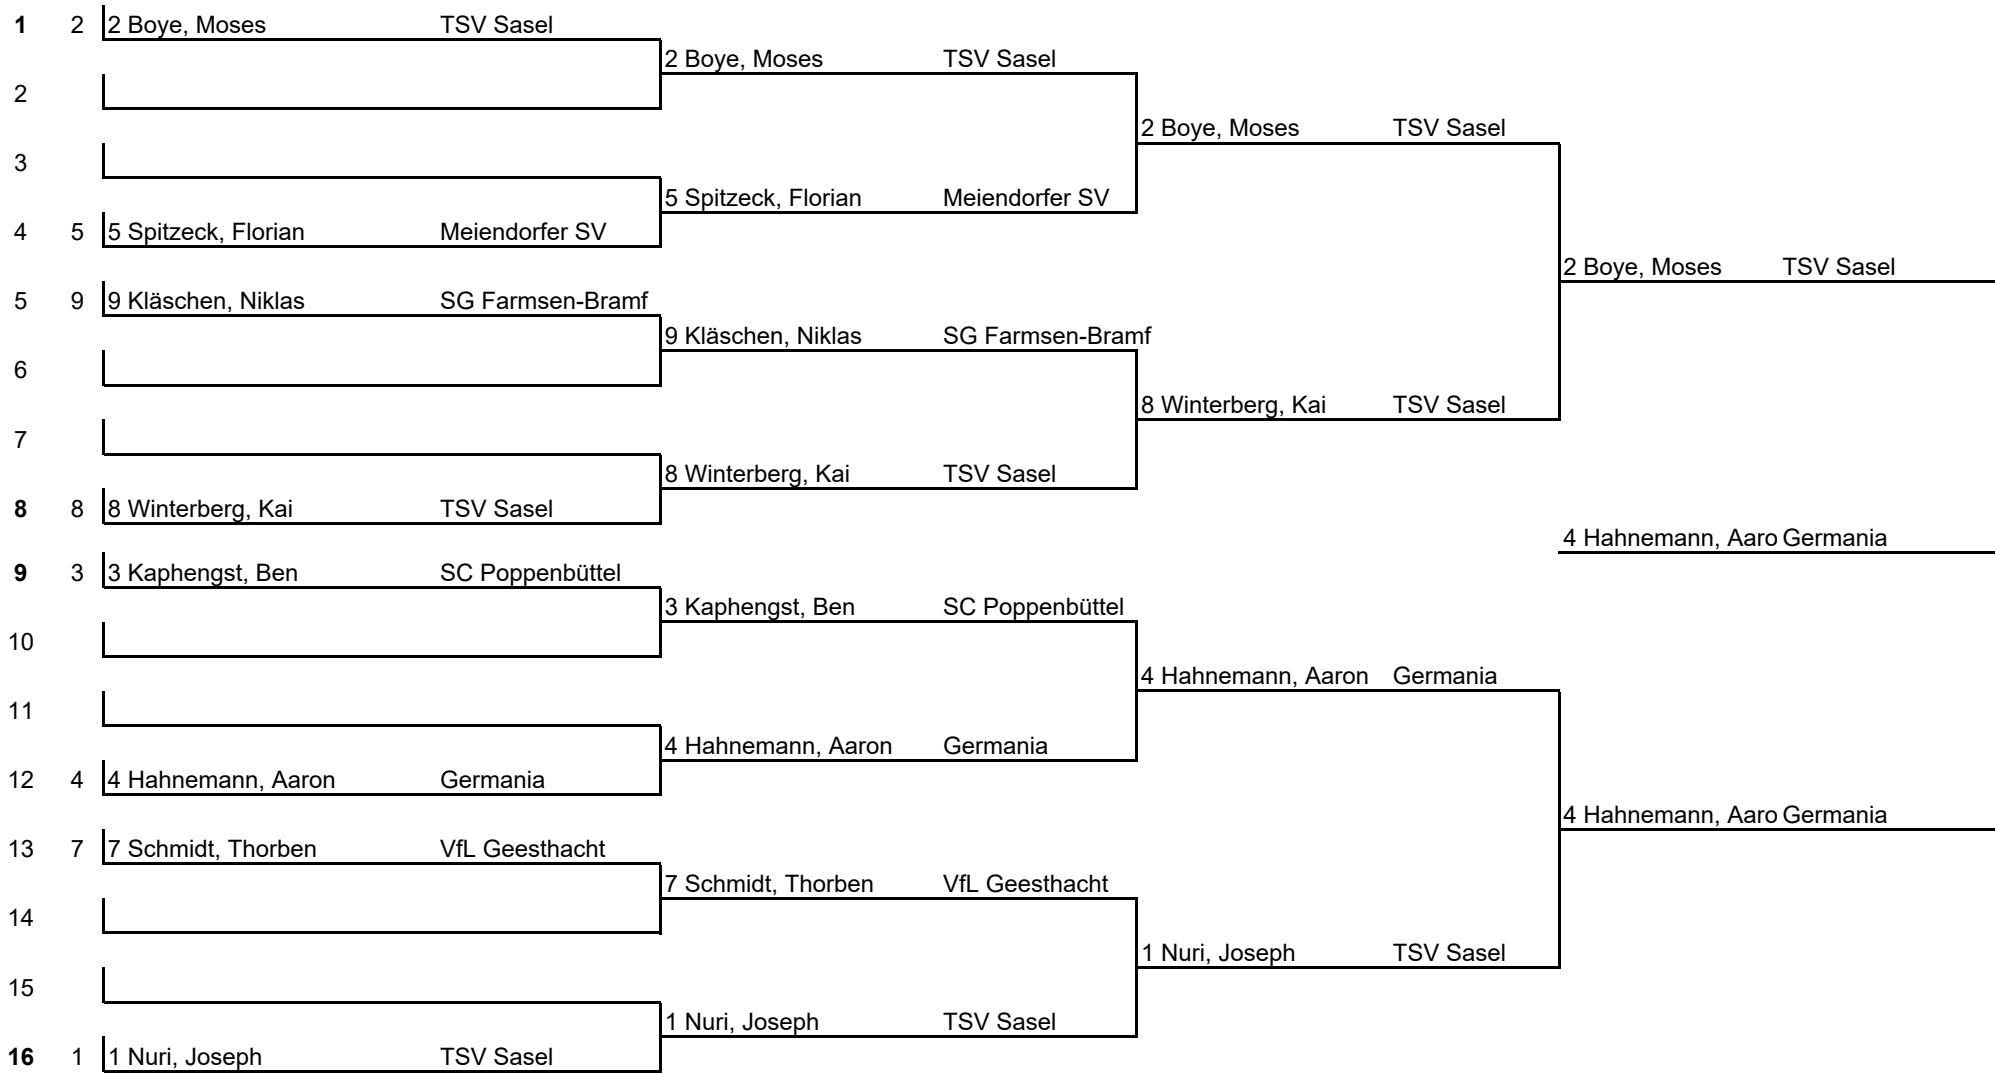 1 2 2 Boye, Moses TSV Sasel
2 Boye, Moses TSV Sasel
2
2 Boye, Moses TSV Sasel
3
5 Spitzeck, Florian Meiendorfer SV
4 5 5 Spitzeck, Florian Meiendorfer SV
2 Boye, Moses TSV Sasel
5 9 9 Kläschen, Niklas SG Farmsen-Bramf
9 Kläschen, Niklas SG Farmsen-Bramf
6
8 Winterberg, Kai TSV Sasel
7
8 Winterberg, Kai TSV Sasel
8 8 8 Winterberg, Kai TSV Sasel
4 Hahnemann, Aaro Germania
9 3 3 Kaphengst, Ben SC Poppenbüttel
3 Kaphengst, Ben SC Poppenbüttel
10
4 Hahnemann, Aaron Germania
11
4 Hahnemann, Aaron Germania
12 4 4 Hahnemann, Aaron Germania
4 Hahnemann, Aaro Germania
13 7 7 Schmidt, Thorben VfL Geesthacht
7 Schmidt, Thorben VfL Geesthacht
14
1 Nuri, Joseph TSV Sasel
15
1 Nuri, Joseph TSV Sasel
16 1 1 Nuri, Joseph TSV Sasel